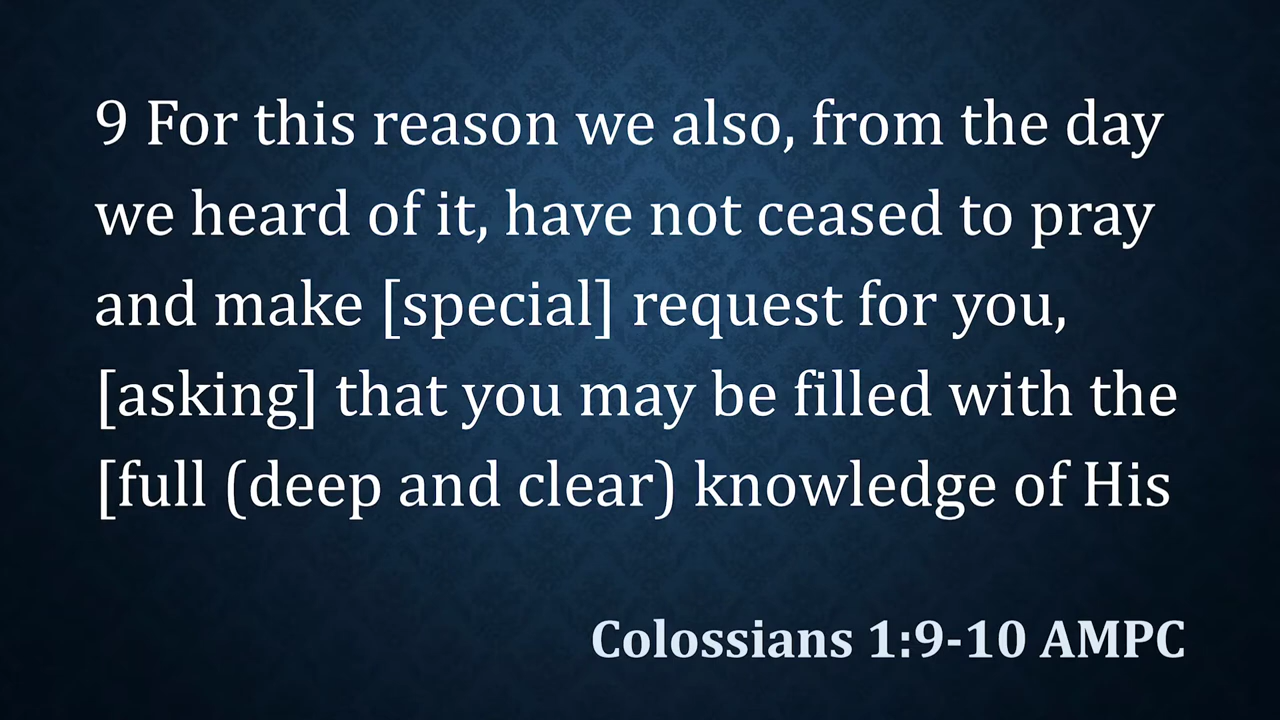 9 For this reason we also, from the day
we heard of it, have not ceased to pray
and make [special] request for you,
[asking] that you may be filled with the
[full (deep and clear) knowledge of His
Colossians 1:9-10 AMPC